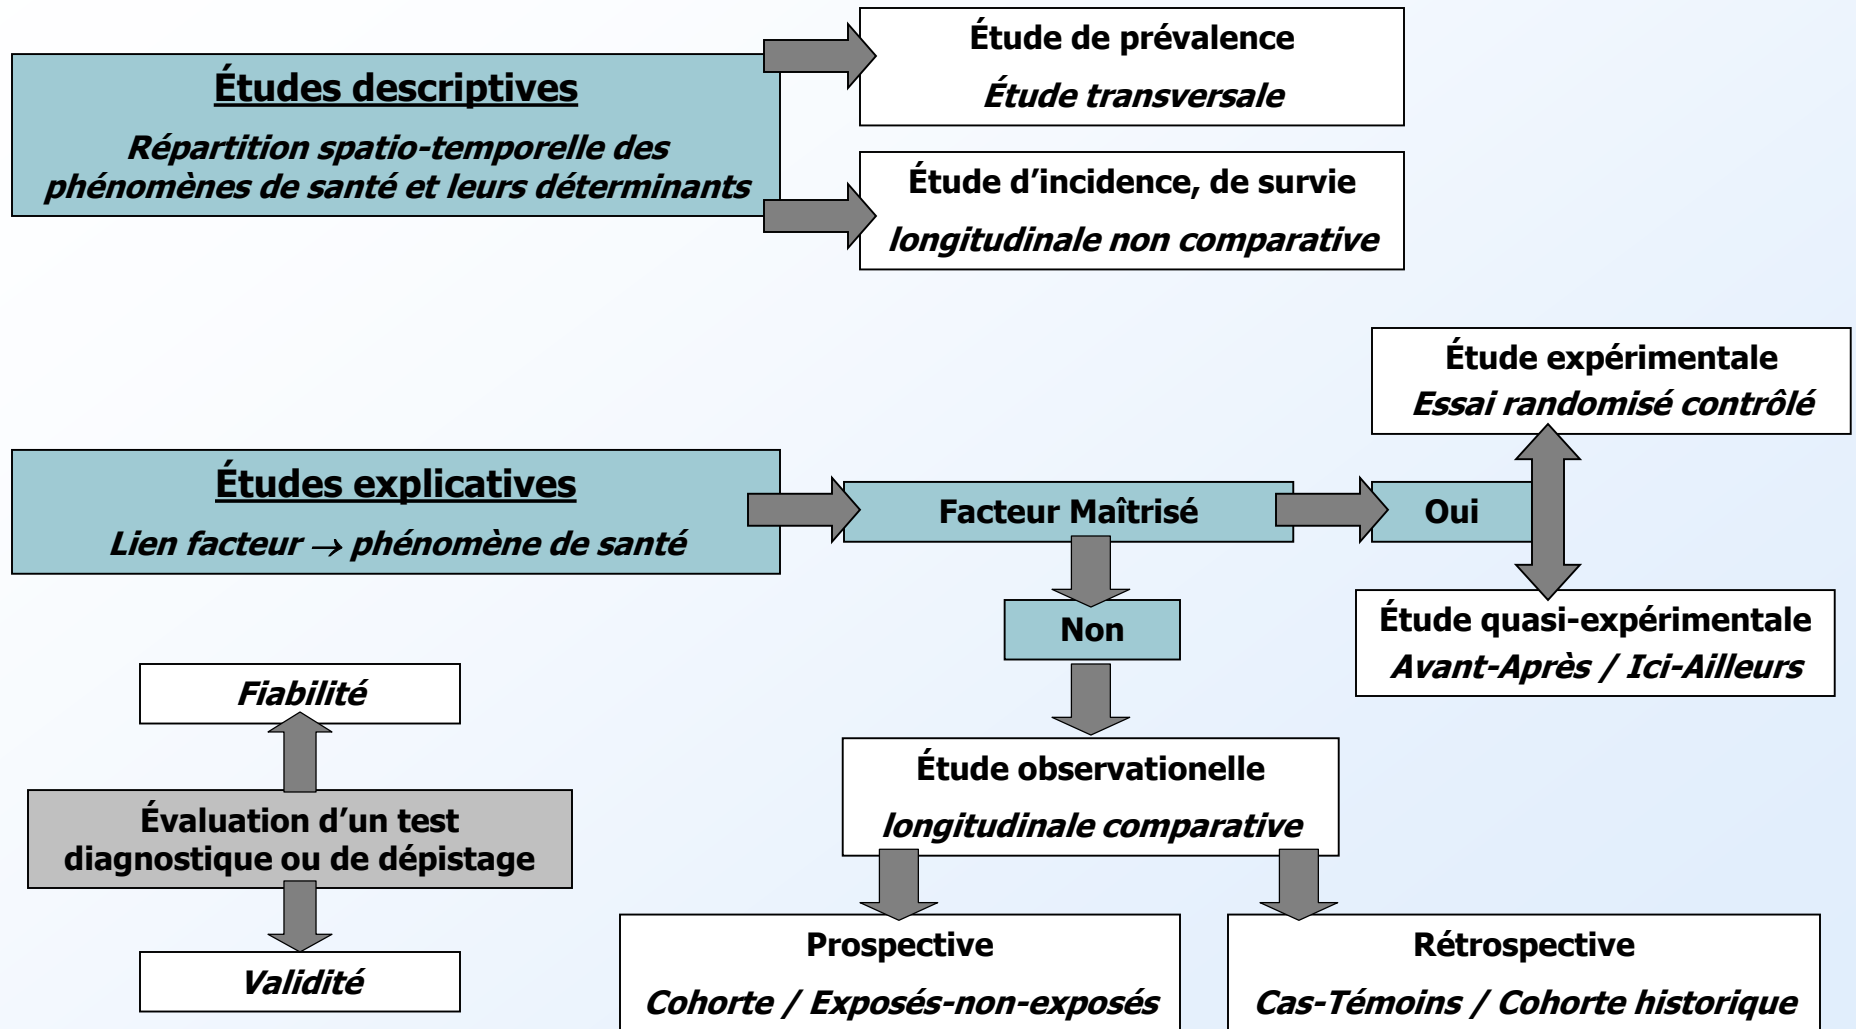 Études descriptives
Répartition spatio-temporelle des
phénomènes de santé et leurs déterminants
Étude de prévalence
Étude transversale
Étude d’incidence, de survie
longitudinale non comparative
Études explicatives
Lien facteur → phénomène de santé
Facteur Maîtrisé
Oui
Étude expérimentale
Essai randomisé contrôlé
Étude quasi-expérimentale
Avant-Après / Ici-Ailleurs
Non
Étude observationelle
longitudinale comparative
Prospective
Cohorte / Exposés-non-exposés
Rétrospective
Cas-Témoins / Cohorte historique
Fiabilité
Évaluation d’un test
diagnostique ou de dépistage
Validité